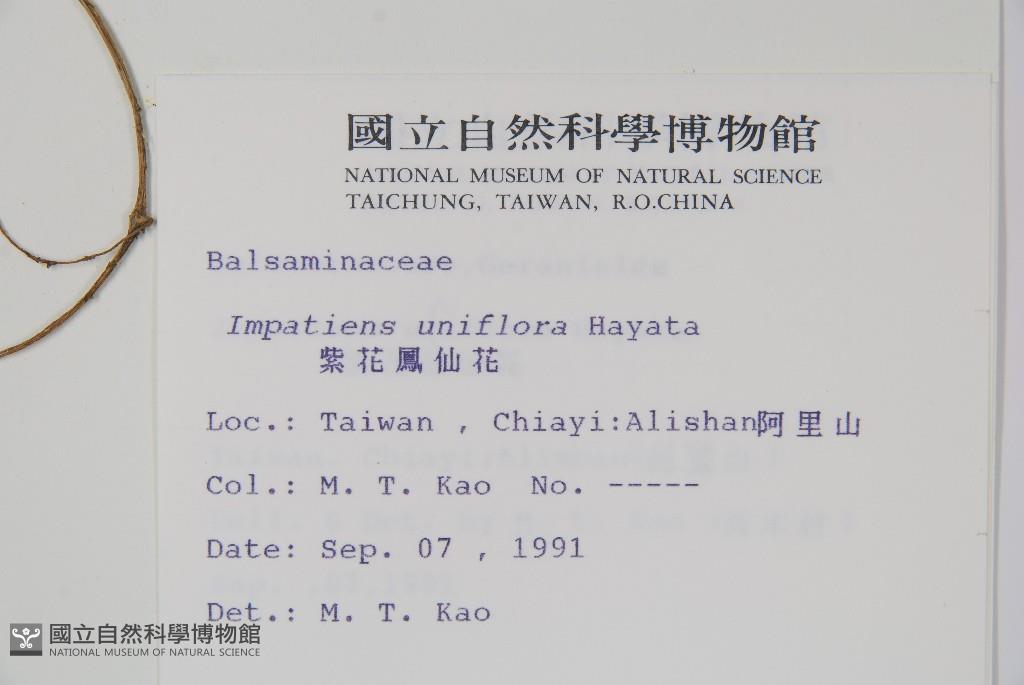 國立自然科學博物館
NATIONAL MUSEUM OF NATURAL SCIENCE
TAICHUNG, TAIWAN, R.O.CHINA
Balsaminaceae
Impatiens uniflora Hayata
紫花鳳仙花
Loc.: Taiwan , Chiayi:Alishan阿里山
Col.: M. T. Kao No. -----
Date: Sep. 07 , 1991
Det.: M. T. Kao
國立自然科學博物館
NATIONAL MUSEUM OF NATURAL SCIENCE